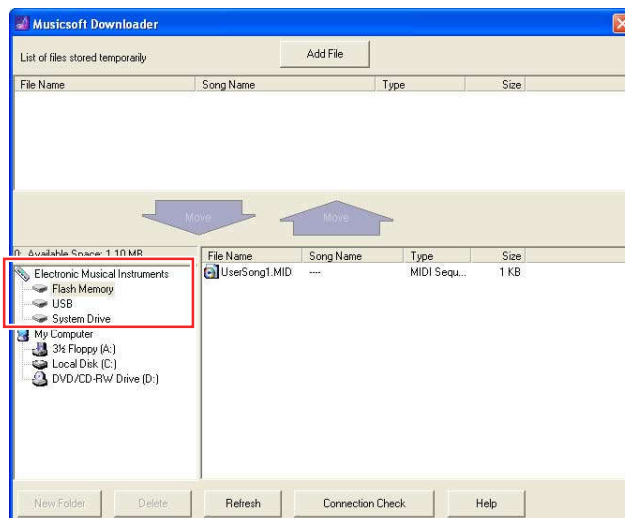 Musicsoft Downloader
List of files stored temporarily
Add File
File Name Song Name Type Size
Move Move
0: Available Space: 1.10 MB
Electronic Musical Instruments
Flash Memory
USB
System Drive
My Computer
3½ Floppy (A:)
Local Disk (C:)
DVD/CD-RW Drive (D:)
File Name Song Name Type Size
UserSong1.MID ---- MIDI Sequ... 1 KB
New Folder Delete Refresh Connection Check Help